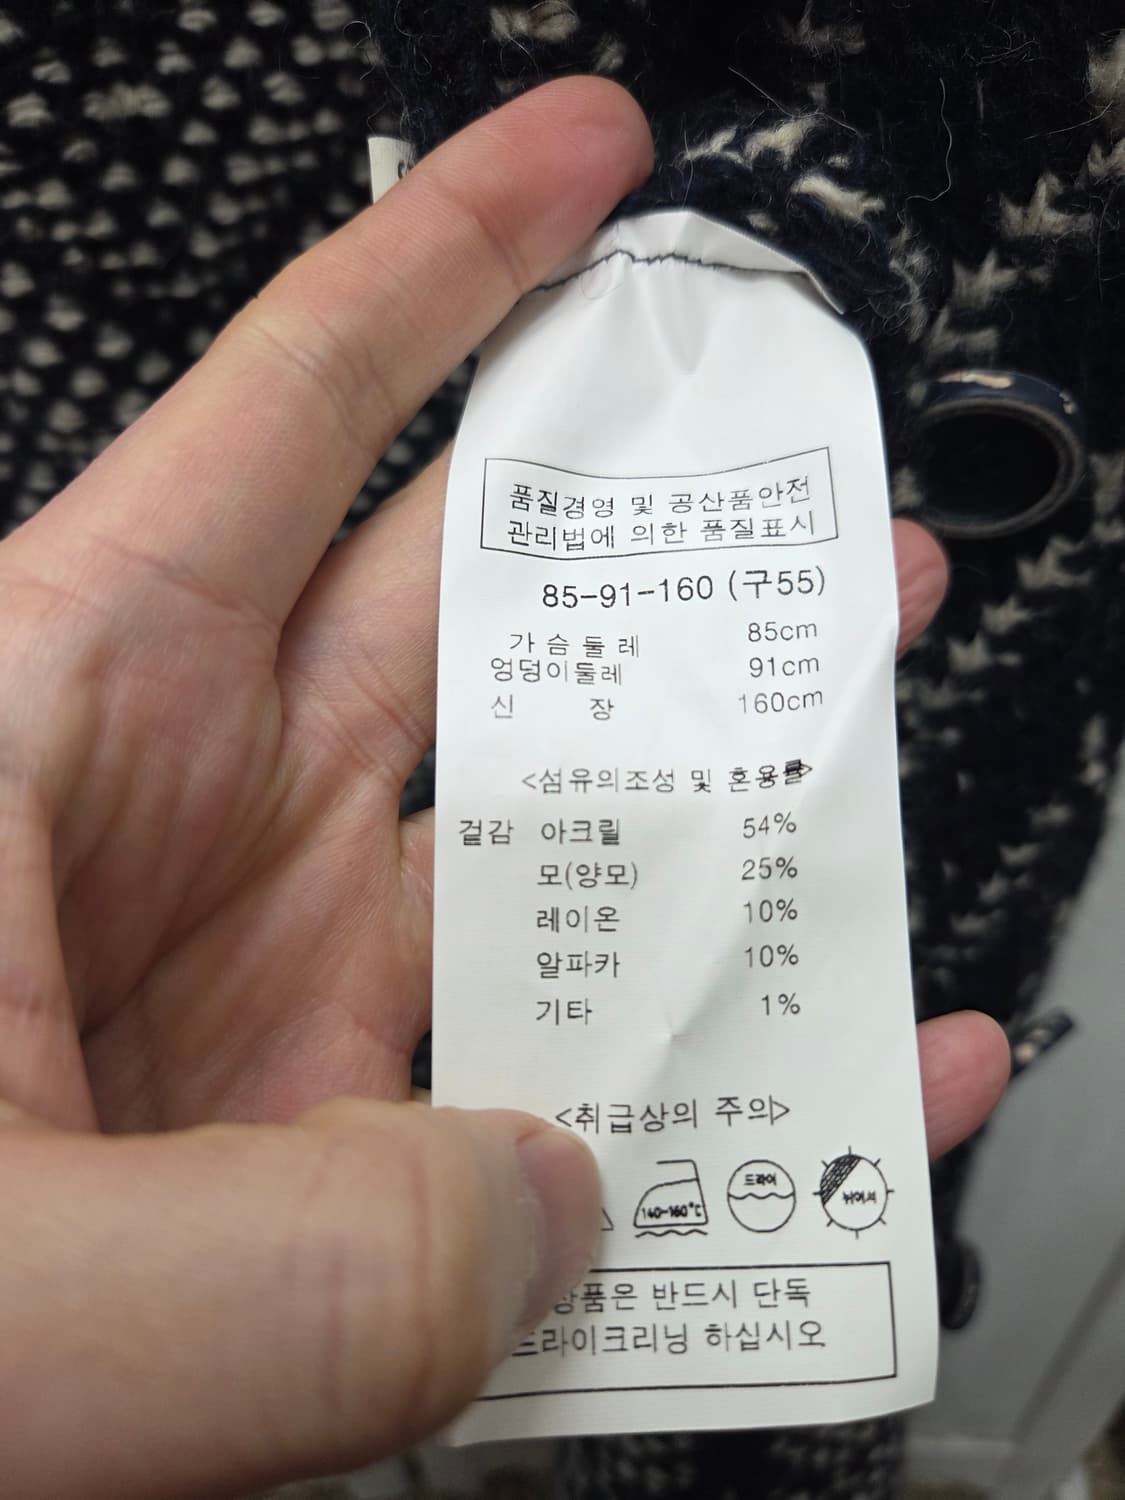 품질경영 및 공산품안전
관리법에 의한 품질표시
85-91-160 (구55)
가슴둘레 85cm
엉덩이둘레 91cm
신 장 160cm
<섬유의조성 및 혼용률>
겉감 아크릴 54%
모(양모) 25%
레이온 10%
알파카 10%
기타 1%
<취급상의 주의>
140~160°C 드라이 뉘어서
상품은 반드시 단독
드라이크리닝 하십시오